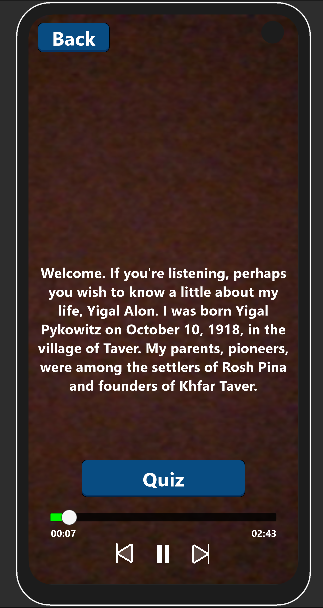 Back
Welcome. If you're listening, perhaps
you wish to know a little about my
life, Yigal Alon. I was born Yigal
Pykowitz on October 10, 1918, in the
village of Taver. My parents, pioneers,
were among the settlers of Rosh Pina
and founders of Khfar Taver.
Quiz
00:07 02:43